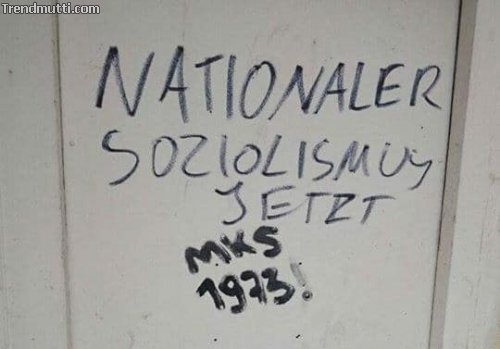 Trendmutti.com
NATIONALER
SOZIOLISMUS
JETZT
MKS
1973!